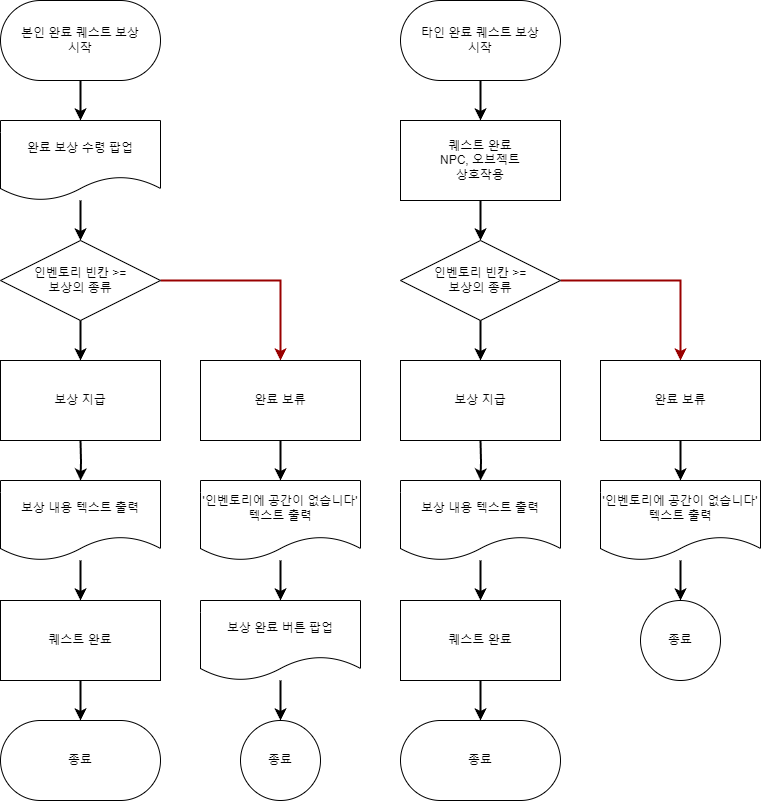 본인 완료 퀘스트 보상
시작
완료 보상 수령 팝업
인벤토리 빈칸 >=
보상의 종류
보상 지급
완료 보류
보상 내용 텍스트 출력
'인벤토리에 공간이 없습니다'
텍스트 출력
퀘스트 완료
보상 완료 버튼 팝업
종료
종료
타인 완료 퀘스트 보상
시작
퀘스트 완료
NPC, 오브젝트
상호작용
인벤토리 빈칸 >=
보상의 종류
보상 지급
완료 보류
보상 내용 텍스트 출력
'인벤토리에 공간이 없습니다'
텍스트 출력
퀘스트 완료
종료
종료